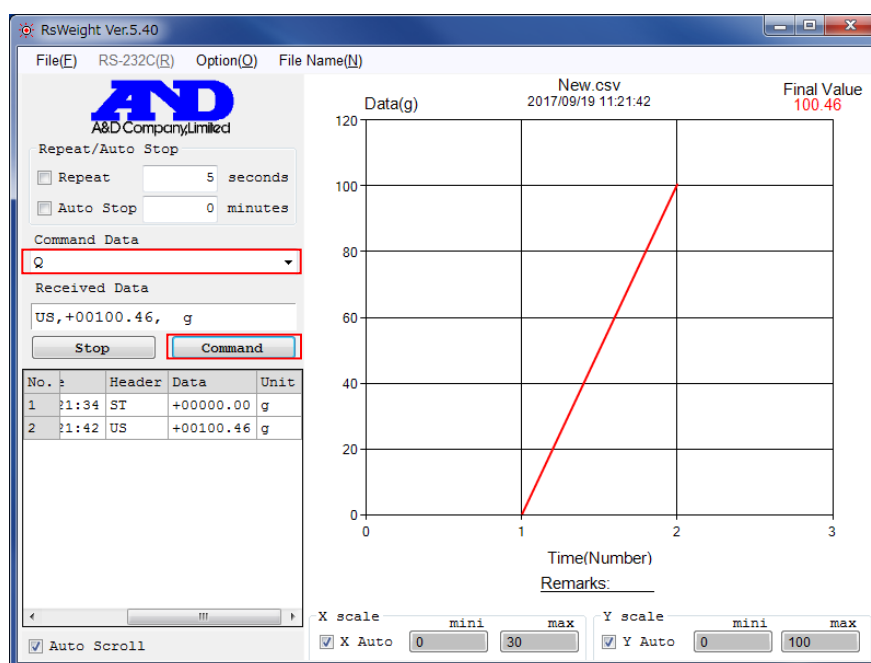 RsWeight Ver.5.40
File(F) RS-232C(R) Option(O) File Name(N)
A&D
A&D Company,Limited
Repeat/Auto Stop
Repeat 5 seconds
Auto Stop 0 minutes
Command Data
Q
Received Data
US,+00100.46, g
Stop Command
No. Header Data Unit
1 21:34 ST +00000.00 g
2 21:42 US +00100.46 g
Auto Scroll
New.csv
Data(g) 2017/09/19 11:21:42 Final Value
100.46
120
100
80
60
40
20
0
0 1 2 3
Time(Number)
Remarks:
X scale mini max
X Auto 0 30
Y scale mini max
Y Auto 0 100